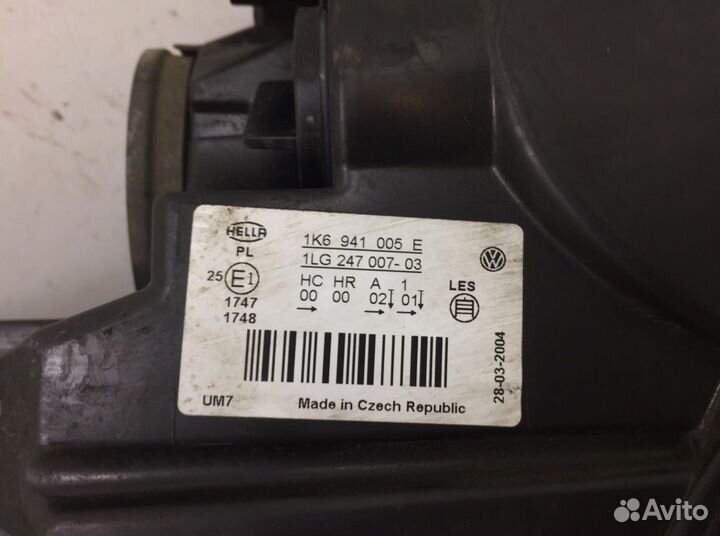 HELLA
1K6 941 005 E
PL
1LG 247 007-03
25 E1
HC HR A 1
00 00 02 01
LES
1747
1748
28-03-2004
UM7
Made in Czech Republic
Avito